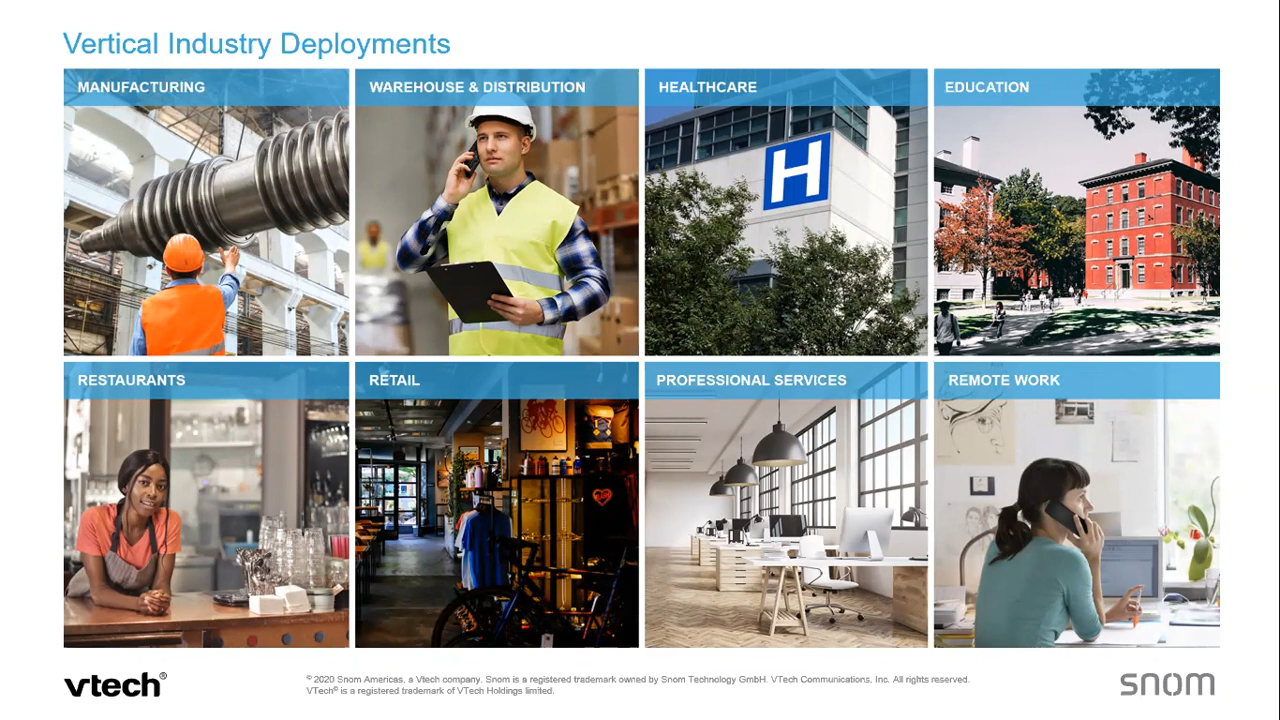 Vertical Industry Deployments
MANUFACTURING
WAREHOUSE & DISTRIBUTION
HEALTHCARE
EDUCATION
H
RESTAURANTS
RETAIL
PROFESSIONAL SERVICES
REMOTE WORK
vtech®
© 2020 Snom Americas, a Vtech company. Snom is a registered trademark owned by Snom Technology GmbH. VTech Communications, Inc. All rights reserved.
VTech® is a registered trademark of VTech Holdings limited.
snom